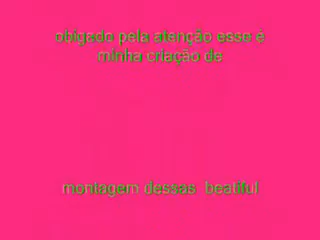 obigado pela atenção esse é
minha criação de
montagem dessas beatiful